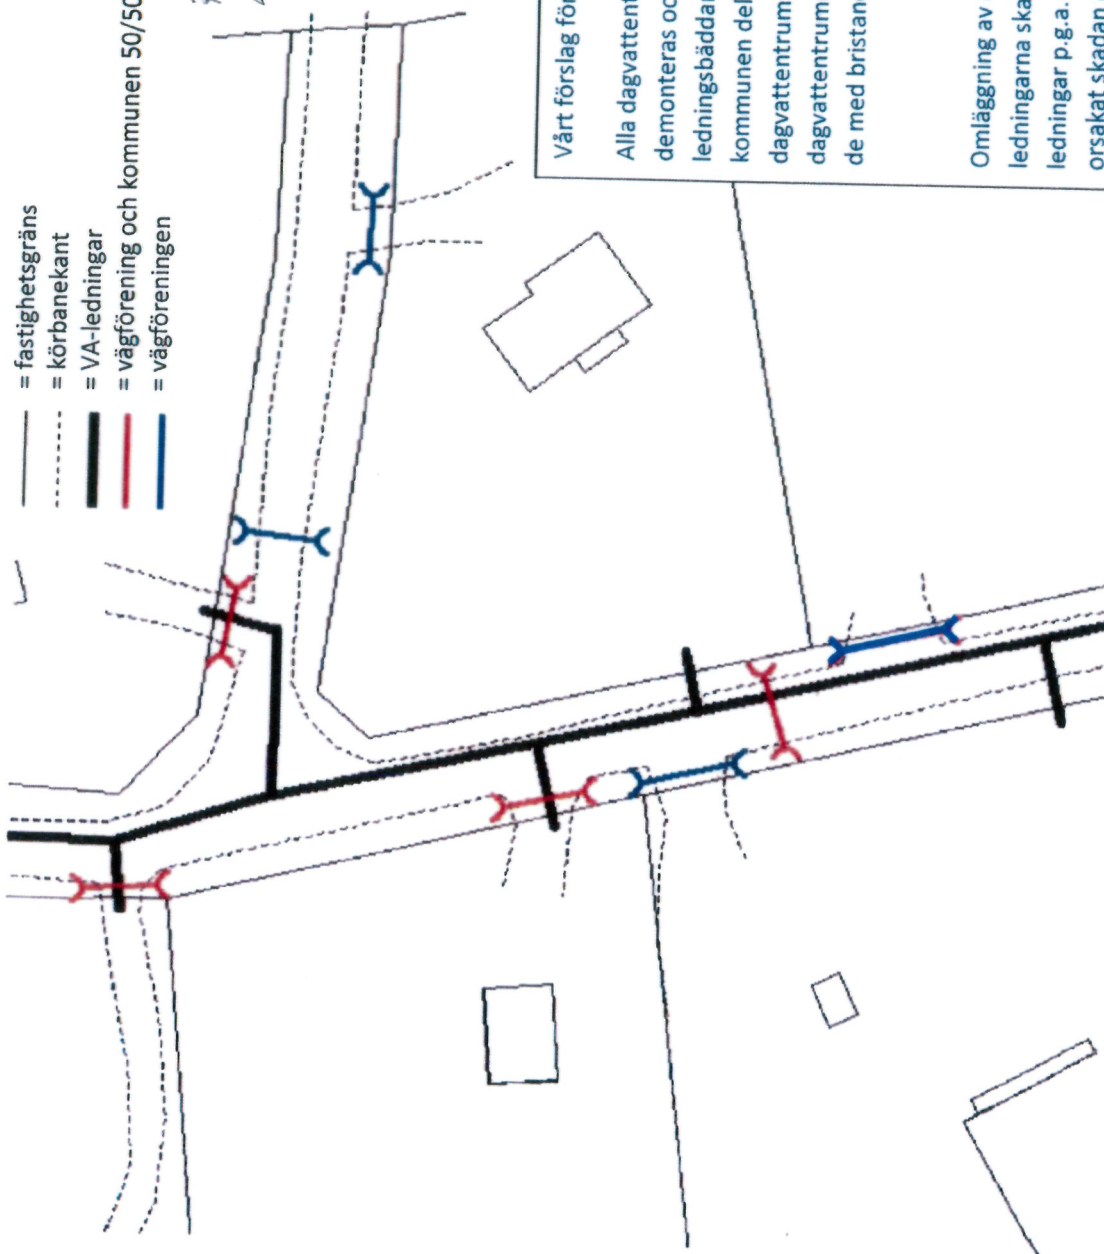 = fastighetsgräns
= körbanekant
= VA-ledningar
= vägförening och kommunen 50/50
= vägföreningen
Vårt förslag för
Alla dagvattent
demonteras oc
ledningsbäddar
kommunen del
dagvattentrum
dagvattentrum
de med bristan
Omläggning av
ledningarna ska
ledningar p.g.a.
orsakat skadan